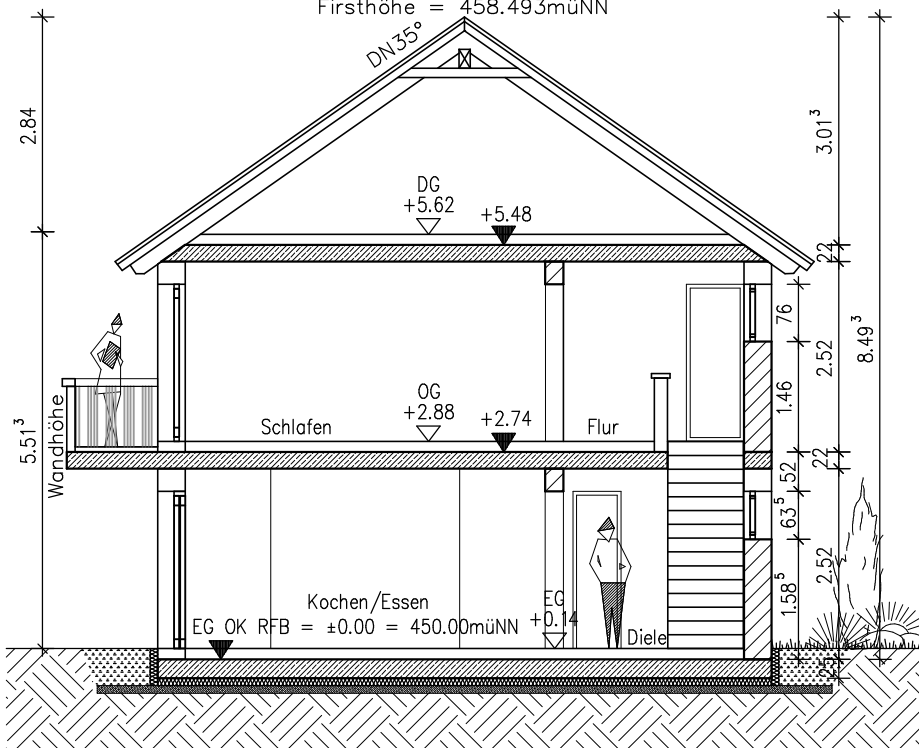 Firsthöhe = 458.493müNN
DN35°
2.84
3.01³
DG
+5.62
+5.48
22
76
2.52
8.49³
1.46
5.51³
Wandhöhe
OG
+2.88
+2.74
Schlafen
Flur
22
52
63⁵
2.52
1.58⁵
Kochen/Essen
EG
EG OK RFB = ±0.00 = 450.00müNN
+0.14
Diele
25